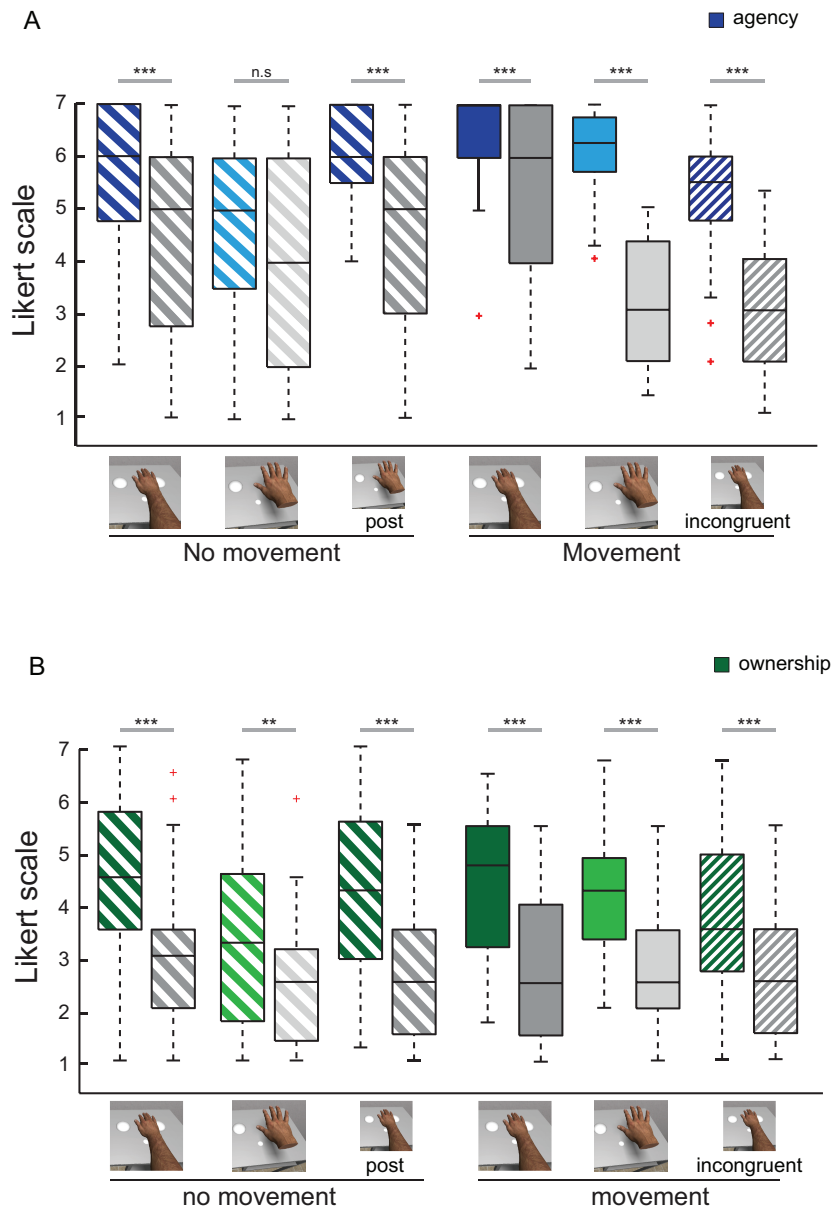 A
agency
*** n.s *** *** *** ***
Likert scale
7
6
5
4
3
2
1
post
incongruent
No movement
Movement
B
ownership
*** ** *** *** *** ***
Likert scale
7
6
5
4
3
2
1
post
incongruent
no movement
movement